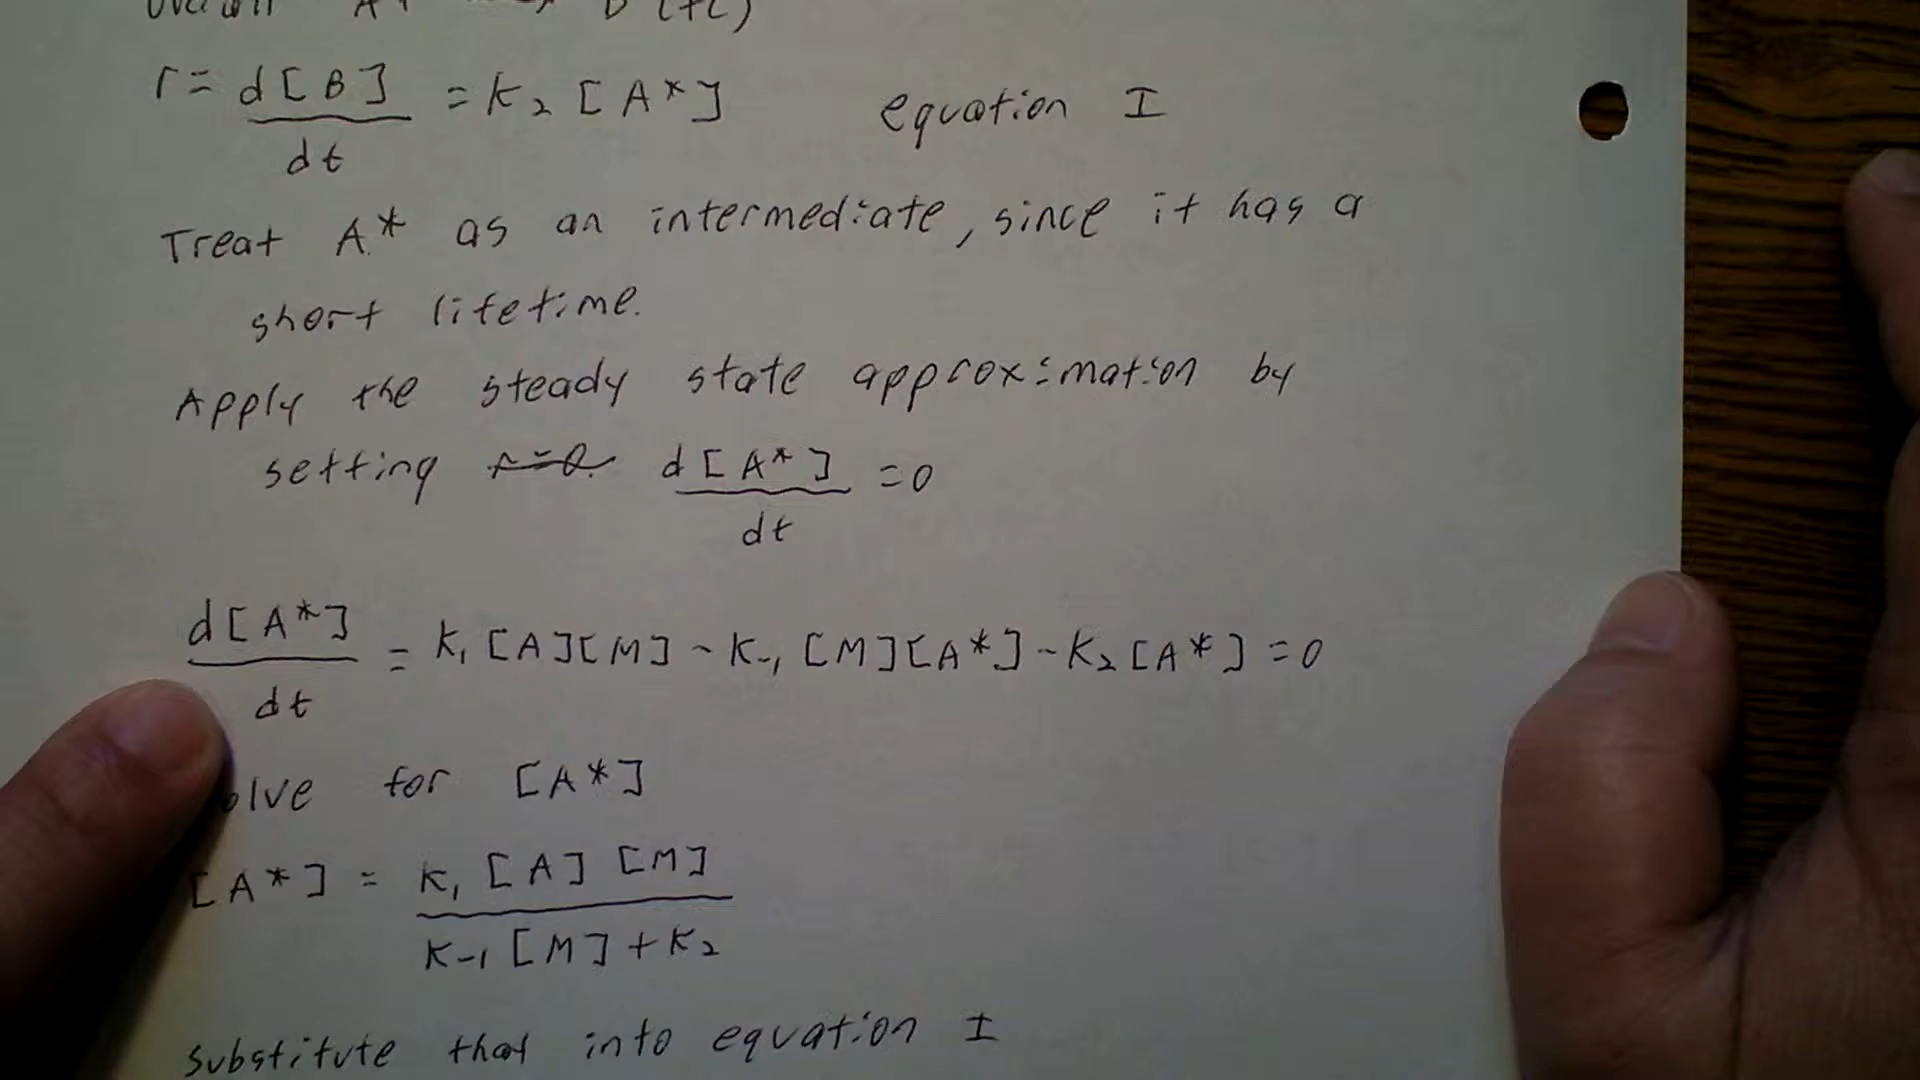 r = d[B]/dt = K₂ [A*] equation I
Treat A* as an intermediate, since it has a
short lifetime.
Apply the steady state approximation by
setting d[A*]/dt = 0
d[A*]/dt = K₁ [A][M] - K₋₁ [M][A*] - K₂ [A*] = 0
for [A*]
[A*] = K₁ [A] [M] / K₋₁ [M] + K₂
substitute that into equation I